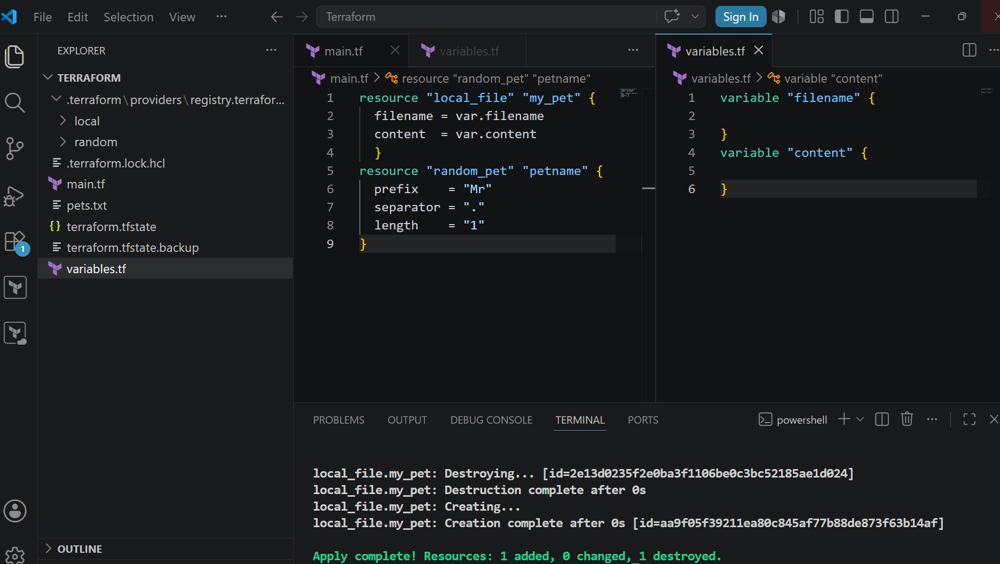 File Edit Selection View ···
Terraform
Sign In
EXPLORER ···
TERRAFORM
.terraform\providers\registry.terrafor...
local
random
.terraform.lock.hcl
main.tf
pets.txt
{} terraform.tfstate
terraform.tfstate.backup
variables.tf
1
OUTLINE
main.tf
variables.tf
···
main.tf > resource "random_pet" "petname"
1 resource "local_file" "my_pet" {
2 filename = var.filename
3 content  = var.content
4 }
5 resource "random_pet" "petname" {
6 prefix    = "Mr"
7 separator = "."
8 length    = "1"
9 }
variables.tf
···
variables.tf > variable "content"
1 variable "filename" {
2
3 }
4 variable "content" {
5
6 }
PROBLEMS OUTPUT DEBUG CONSOLE TERMINAL PORTS powershell ···
local_file.my_pet: Destroying... [id=2e13d0235f2e0ba3f1106be0c3bc52185ae1d024]
local_file.my_pet: Destruction complete after 0s
local_file.my_pet: Creating...
local_file.my_pet: Creation complete after 0s [id=aa9f05f39211ea80c845af77b88de873f63b14af]
Apply complete! Resources: 1 added, 0 changed, 1 destroyed.